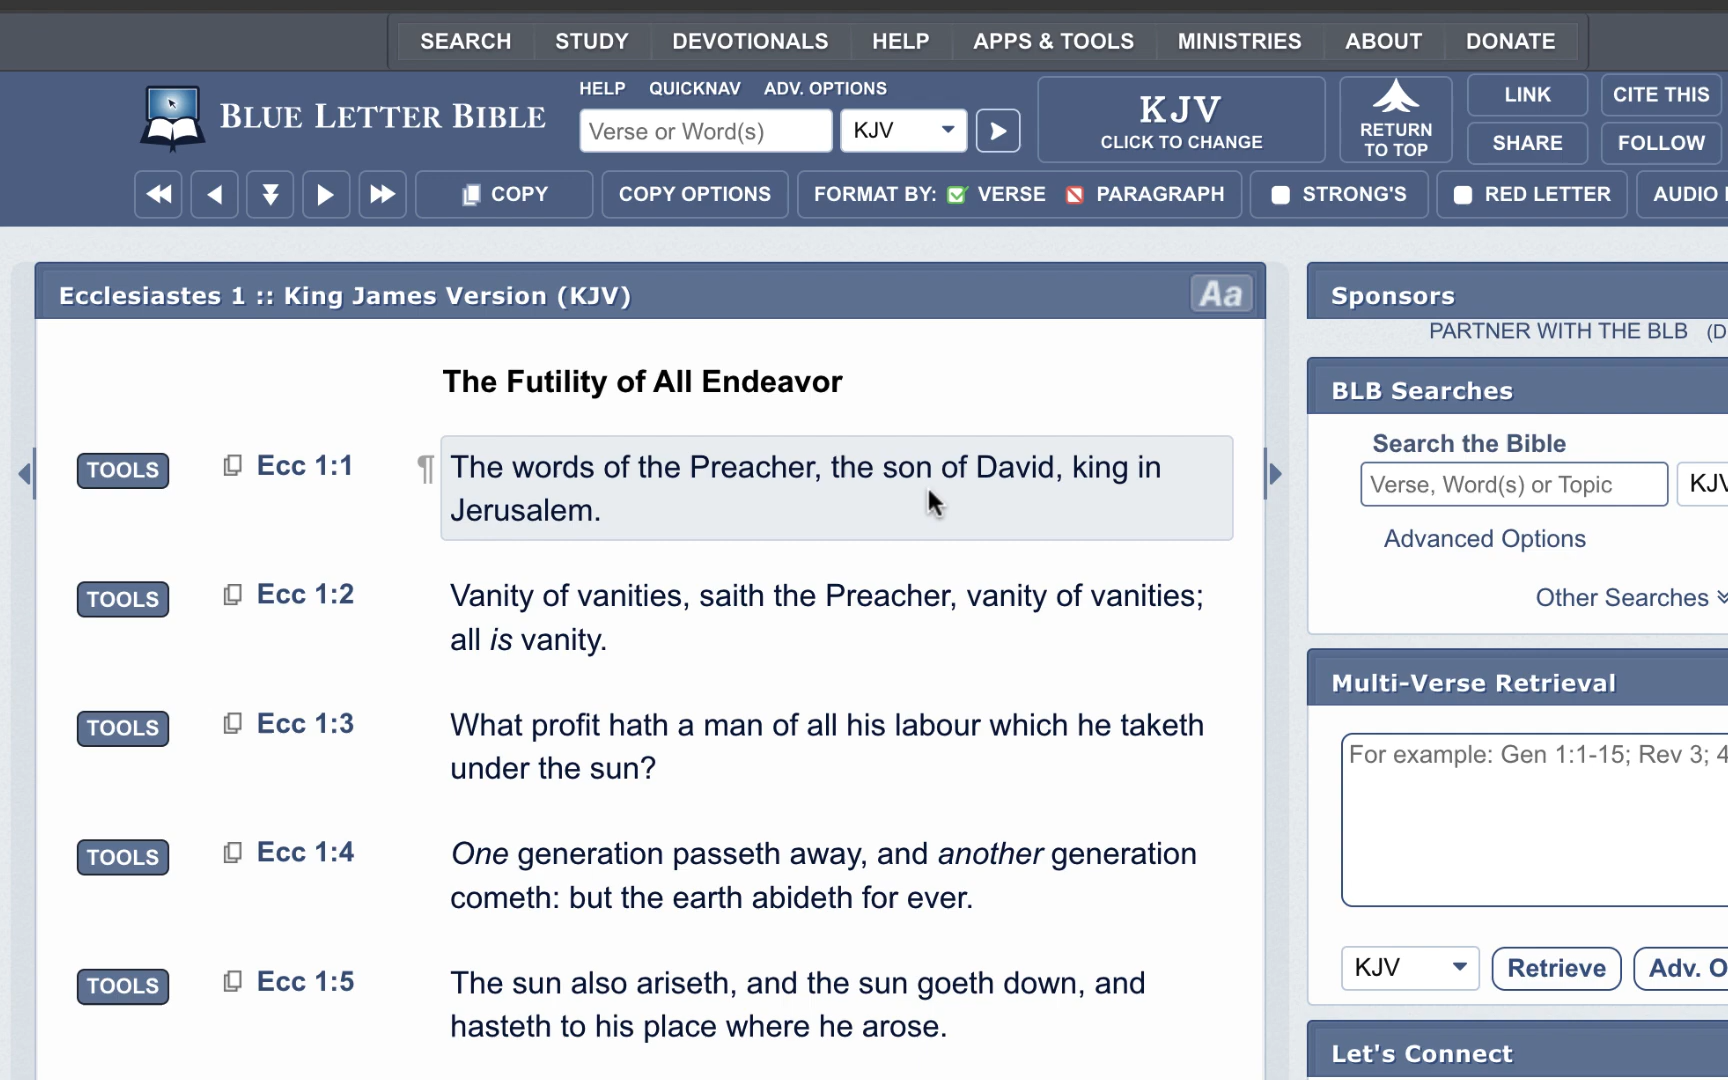 SEARCH STUDY DEVOTIONALS HELP APPS & TOOLS MINISTRIES ABOUT DONATE
BLUE LETTER BIBLE
HELP QUICKNAV ADV. OPTIONS
Verse or Word(s) KJV
KJV
CLICK TO CHANGE
RETURN
TO TOP
LINK CITE THIS
SHARE FOLLOW
COPY COPY OPTIONS FORMAT BY: VERSE PARAGRAPH STRONG'S RED LETTER AUDIO
Ecclesiastes 1 :: King James Version (KJV) Aa
The Futility of All Endeavor
TOOLS Ecc 1:1 ¶ The words of the Preacher, the son of David, king in
Jerusalem.
TOOLS Ecc 1:2 Vanity of vanities, saith the Preacher, vanity of vanities;
all is vanity.
TOOLS Ecc 1:3 What profit hath a man of all his labour which he taketh
under the sun?
TOOLS Ecc 1:4 One generation passeth away, and another generation
cometh: but the earth abideth for ever.
TOOLS Ecc 1:5 The sun also ariseth, and the sun goeth down, and
hasteth to his place where he arose.
Sponsors
PARTNER WITH THE BLB (D
BLB Searches
Search the Bible
Verse, Word(s) or Topic KJV
Advanced Options
Other Searches
Multi-Verse Retrieval
For example: Gen 1:1-15; Rev 3; 4
KJV Retrieve Adv. O
Let's Connect